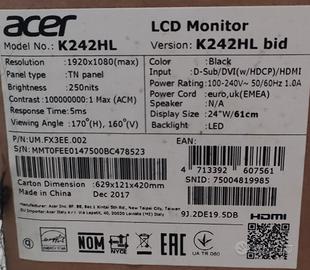 acer
LCD Monitor
Model No.: K242HL
Version: K242HL bid
Resolution : 1920x1080(max)
Panel type : TN panel
Brightness : 250nits
Contrast : 100000000:1 Max (ACM)
Response Time : 5ms
Viewing Angle : 170°(H), 160°(V)
Color : Black
Input : D-Sub/DVI(w/HDCP)/HDMI
Power Rating : 100-240V~ 50/60Hz 1.0A
Power cord : euro,uk(EMEA)
Speaker : N/A
Display Size : 24"W/61cm
Backlight : LED
P/N: UM.FX3EE.002
S/N: MMT0FEE0147500BC478523
EAN:
4 713392 607561
SNID: 75004819985
Carton Dimension : 629x121x420mm
Made in China Dec 2017
NOM
EAC
UA TR 060
9J.2DE19.5DB
HDMI